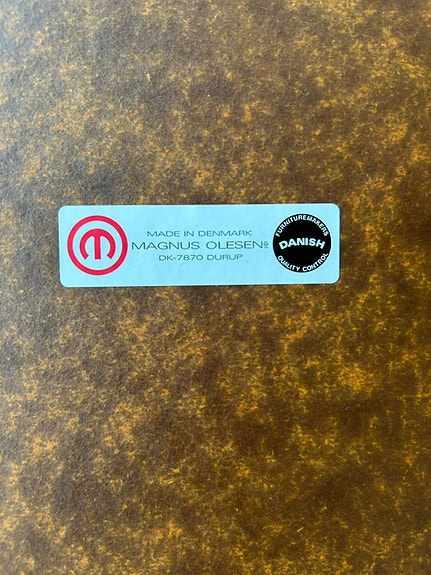 MADE IN DENMARK
MAGNUS OLESEN A/S
DK-7870 DURUP
FURNITUREMAKERS
DANISH
QUALITY CONTROL